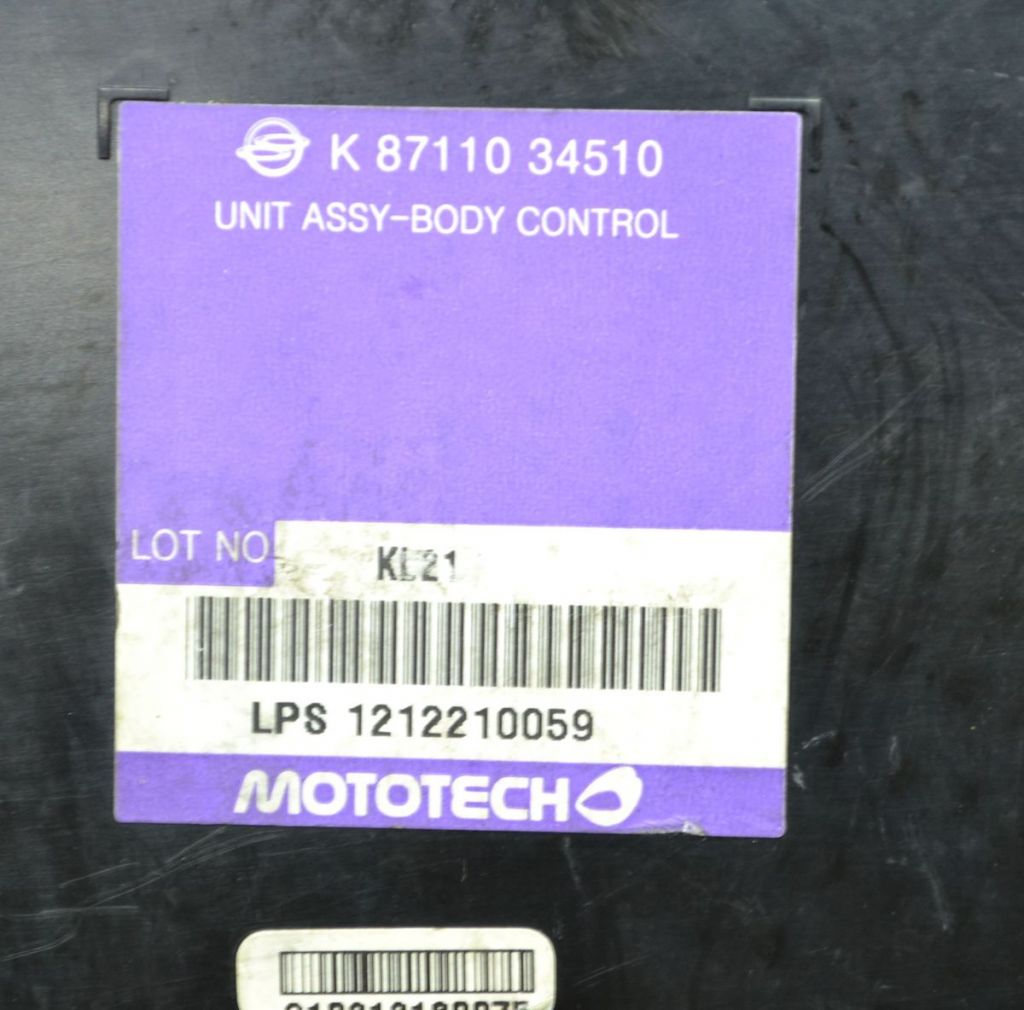 K 87110 34510
UNIT ASSY-BODY CONTROL
LOT NO
KL21
LPS 1212210059
MOTOTECH